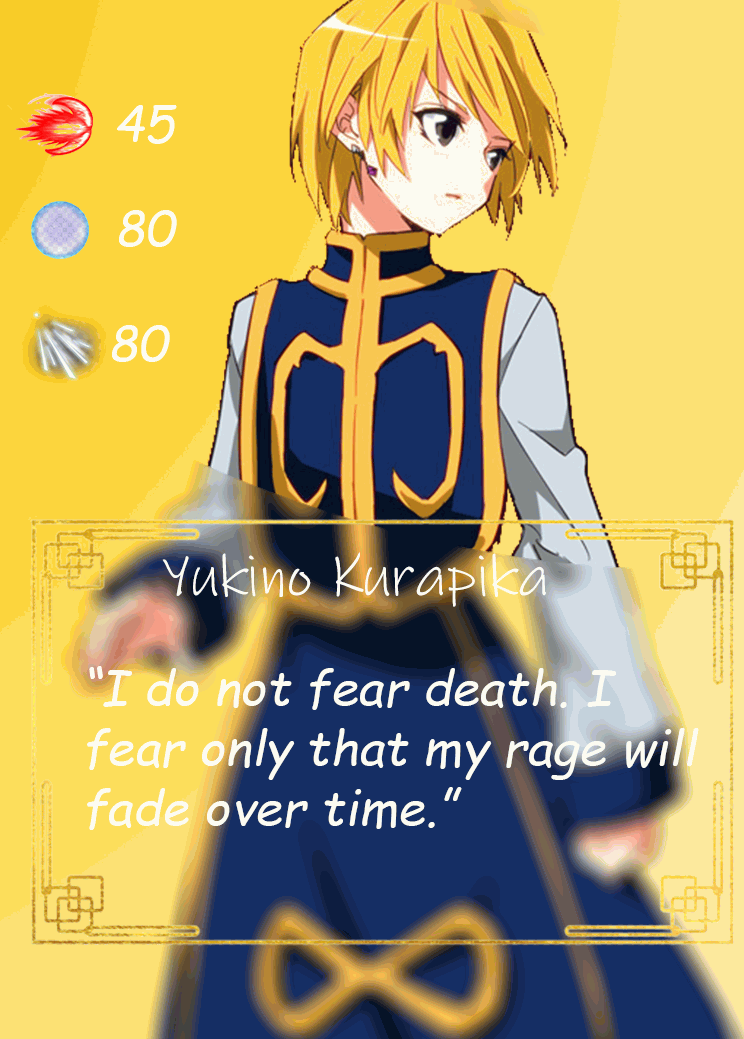 45
80
80
Yukino Kurapika
“I do not fear death. I
fear only that my rage will
fade over time.”